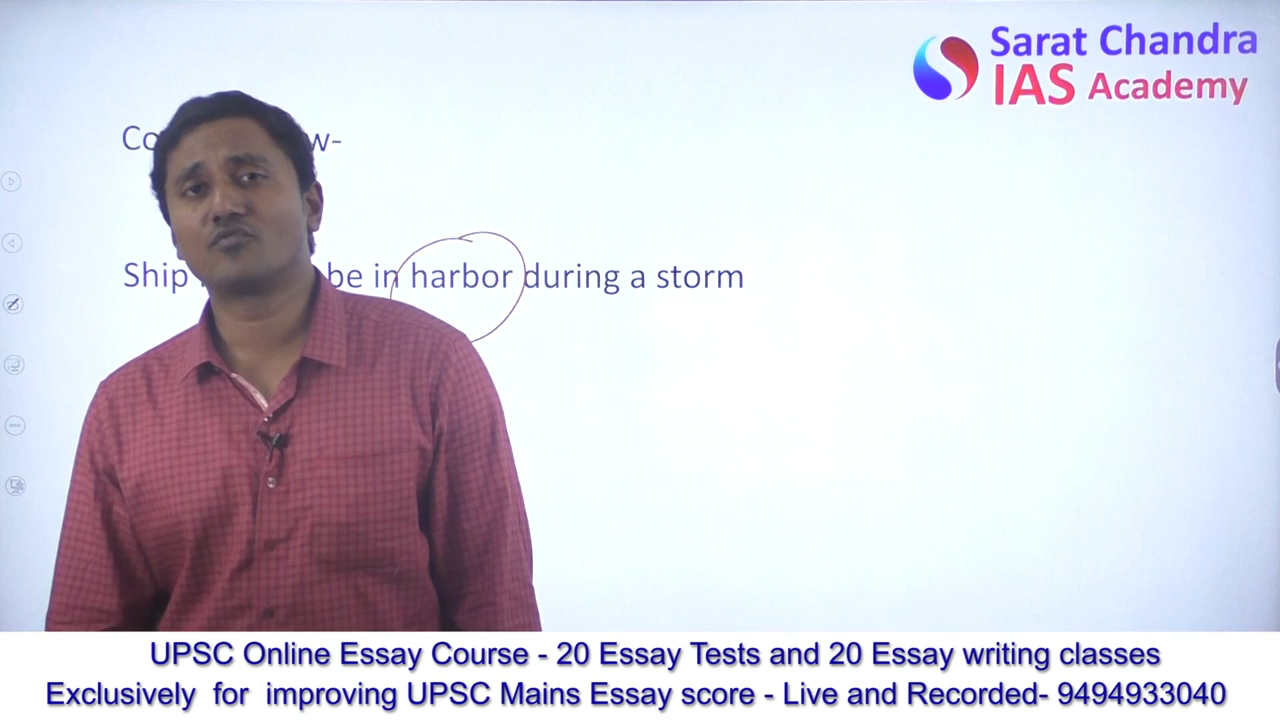 Sarat Chandra
IAS Academy
Ship be in harbor during a storm
UPSC Online Essay Course - 20 Essay Tests and 20 Essay writing classes
Exclusively for improving UPSC Mains Essay score - Live and Recorded- 9494933040